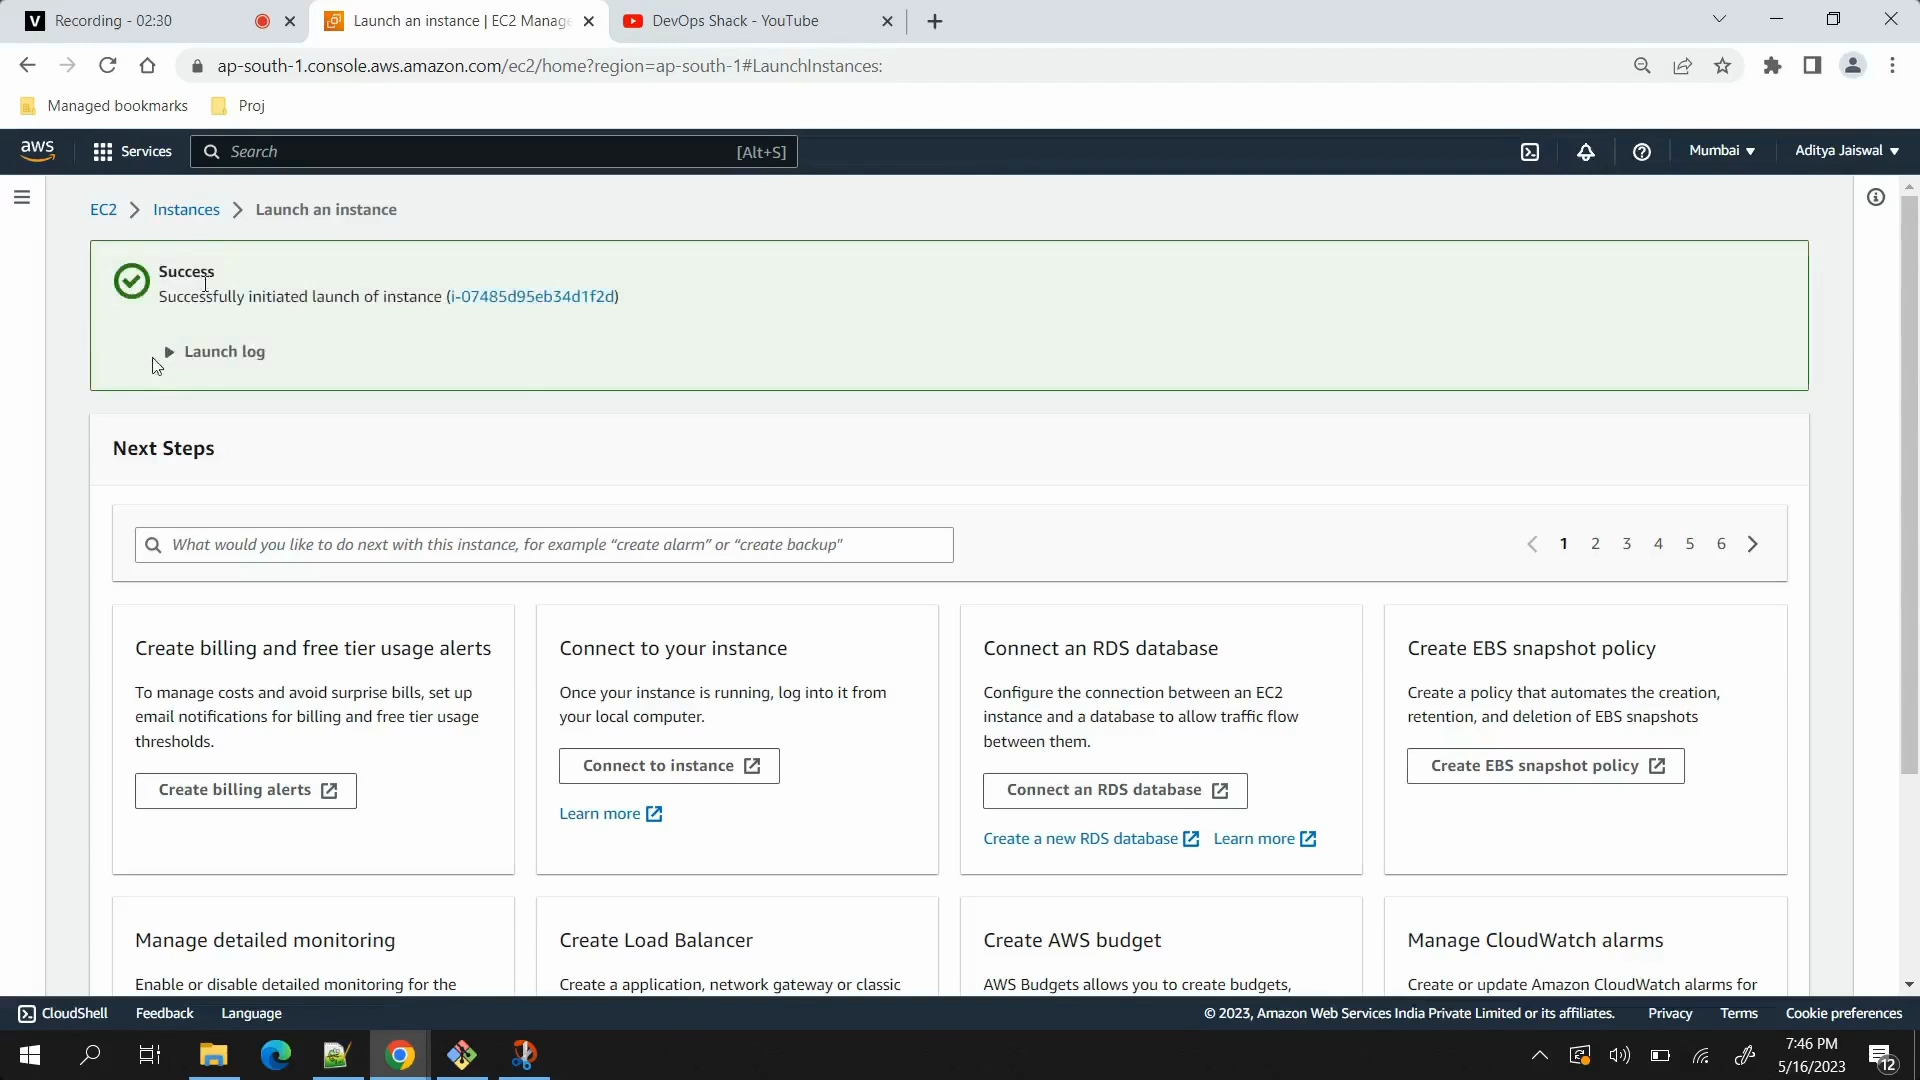 V Recording - 02:30
Launch an instance | EC2 Manage
DevOps Shack - YouTube
ap-south-1.console.aws.amazon.com/ec2/home?region=ap-south-1#LaunchInstances:
Managed bookmarks
Proj
aws
Services
Search
[Alt+S]
Mumbai
Aditya Jaiswal
EC2
Instances
Launch an instance
Success
Successfully initiated launch of instance (i-07485d95eb34d1f2d)
Launch log
Next Steps
What would you like to do next with this instance, for example “create alarm” or “create backup”
1 2 3 4 5 6
Create billing and free tier usage alerts
To manage costs and avoid surprise bills, set up
email notifications for billing and free tier usage
thresholds.
Create billing alerts
Connect to your instance
Once your instance is running, log into it from
your local computer.
Connect to instance
Learn more
Connect an RDS database
Configure the connection between an EC2
instance and a database to allow traffic flow
between them.
Connect an RDS database
Create a new RDS database
Learn more
Create EBS snapshot policy
Create a policy that automates the creation,
retention, and deletion of EBS snapshots
Create EBS snapshot policy
Manage detailed monitoring
Enable or disable detailed monitoring for the
Create Load Balancer
Create a application, network gateway or classic
Create AWS budget
AWS Budgets allows you to create budgets,
Manage CloudWatch alarms
Create or update Amazon CloudWatch alarms for
CloudShell
Feedback
Language
© 2023, Amazon Web Services India Private Limited or its affiliates.
Privacy
Terms
Cookie preferences
7:46 PM
5/16/2023
12